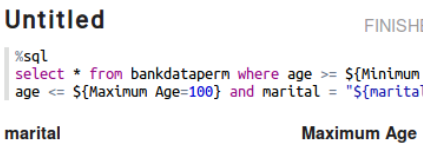 Untitled FINISHE
%sql
select * from bankdataperm where age >= ${Minimum
age <= ${Maximum Age=100} and marital = "${marital
marital Maximum Age